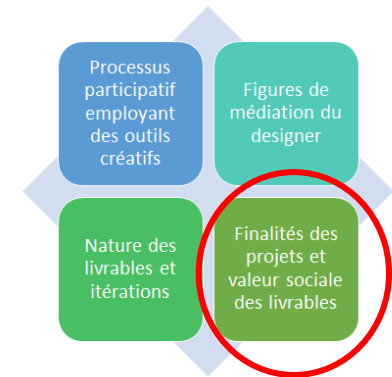 Processus
participatif
employant
des outils
créatifs
Figures de
médiation du
designer
Nature des
livrables et
itérations
Finalités des
projets et
valeur sociale
des livrables